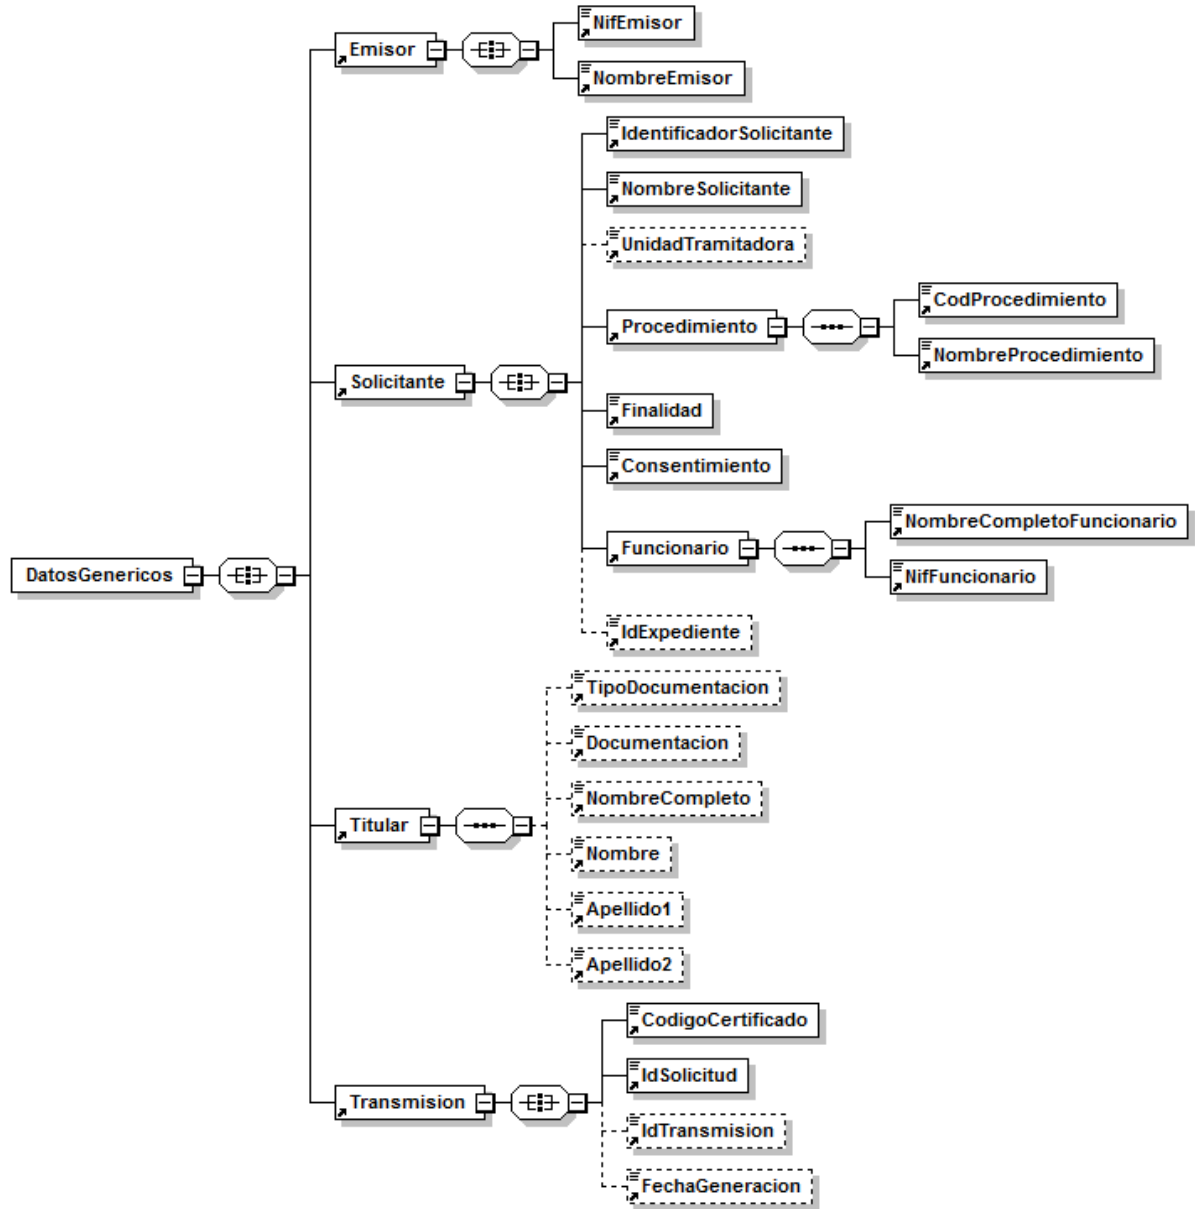 NifEmisor
Emisor
NombreEmisor
IdentificadorSolicitante
NombreSolicitante
UnidadTramitadora
CodProcedimiento
Procedimiento
NombreProcedimiento
Solicitante
Finalidad
Consentimiento
NombreCompletoFuncionario
Funcionario
DatosGenericos
NifFuncionario
IdExpediente
TipoDocumentacion
Documentacion
NombreCompleto
Titular
Nombre
Apellido1
Apellido2
CodigoCertificado
IdSolicitud
Transmision
IdTransmision
FechaGeneracion